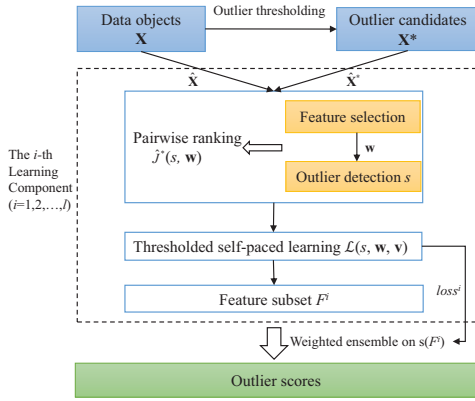 Data objects
X
Outlier thresholding
Outlier candidates
X*
X̂
X̂*
The i-th
Learning
Component
(i=1,2,…,l)
Pairwise ranking
Ĵ*(s, w)
Feature selection
w
Outlier detection s
Thresholded self-paced learning ℒ(s, w, v)
Feature subset Fⁱ
lossⁱ
Weighted ensemble on s(Fⁱ)
Outlier scores